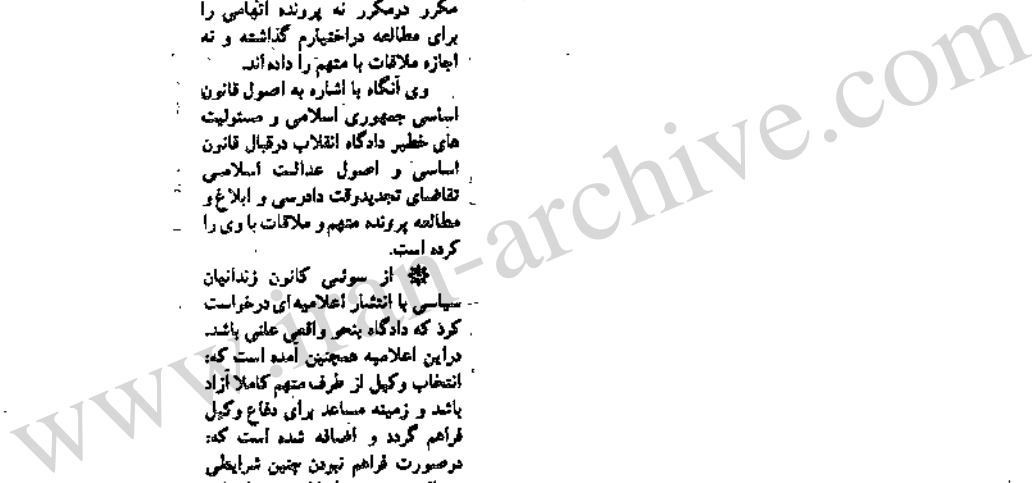 مکرر درمکرر نه پرونده اتهامی را
برای مطالعه دراختیارم گذاشته و نه
اجازه ملاقات با متهم را داده‌اند.
وی آنگاه با اشاره به اصول قانون
اساسی جمهوری اسلامی و مسئولیت
های خطیر دادگاه انقلاب درقبال قانون
اساسی و اصول عدالت اسلامی
تقاضای تجدیدوقت دادرسی و ابلاغ و
مطالعه پرونده متهم و ملاقات با وی را
کرده است.
از سوئی کانون زندانیان
سیاسی با انتشار اعلامیه‌ای درخواست
کرد که دادگاه بنحو واقعی علنی باشد.
دراین اعلامیه همچنین آمده است که:
انتخاب وکیل از طرف متهم کاملا آزاد
باشد و زمینه مساعد برای دفاع وکیل
فراهم گردد و اضافه شده است که:
درصورت فراهم نبودن چنین شرایطی
www.iran-archive.com